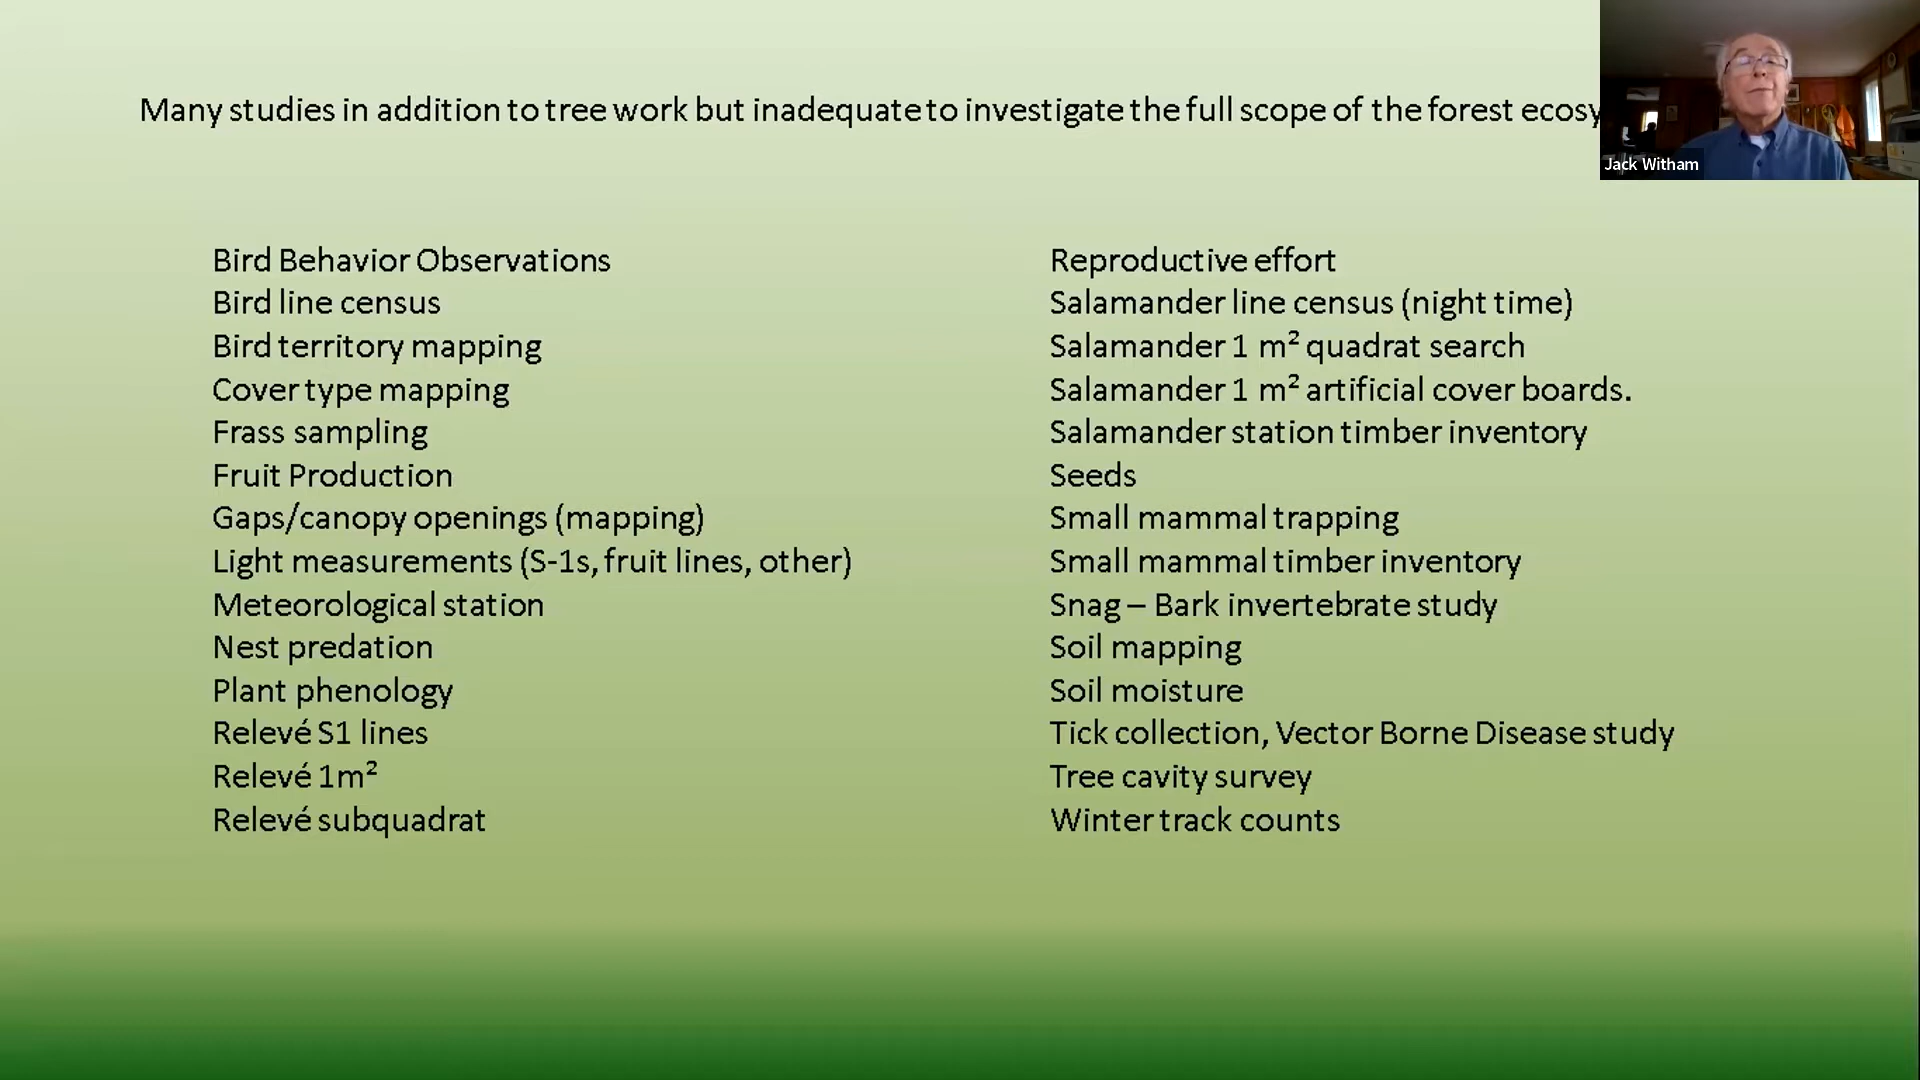 Many studies in addition to tree work but inadequate to investigate the full scope of the forest ecosy
Jack Witham
Bird Behavior Observations
Bird line census
Bird territory mapping
Cover type mapping
Frass sampling
Fruit Production
Gaps/canopy openings (mapping)
Light measurements (S-1s, fruit lines, other)
Meteorological station
Nest predation
Plant phenology
Relevé S1 lines
Relevé 1m²
Relevé subquadrat
Reproductive effort
Salamander line census (night time)
Salamander 1 m² quadrat search
Salamander 1 m² artificial cover boards.
Salamander station timber inventory
Seeds
Small mammal trapping
Small mammal timber inventory
Snag – Bark invertebrate study
Soil mapping
Soil moisture
Tick collection, Vector Borne Disease study
Tree cavity survey
Winter track counts